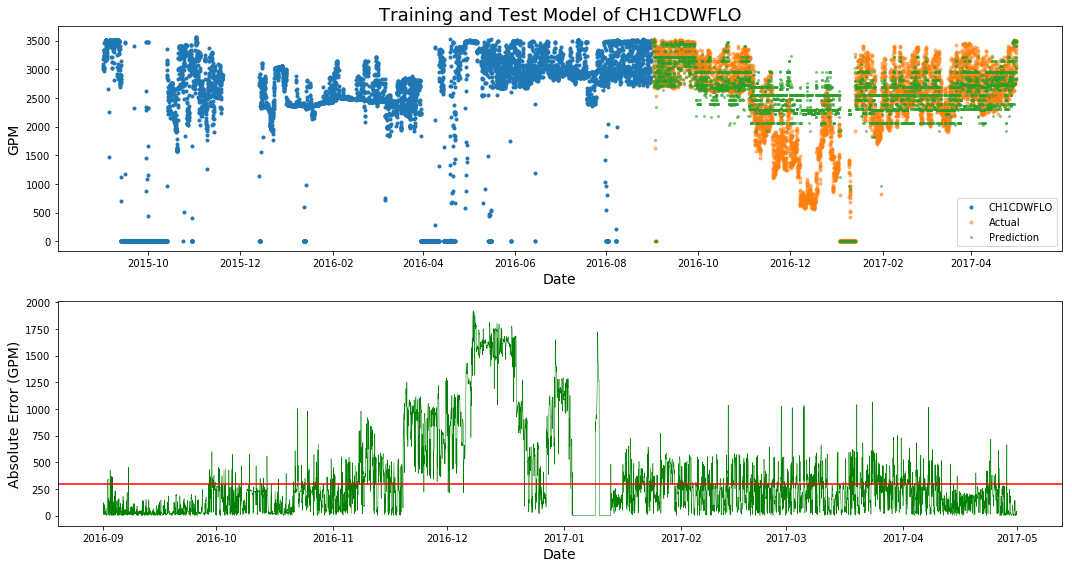 Training and Test Model of CH1CDWFLO
GPM
3500
3000
2500
2000
1500
1000
500
0
CH1CDWFLO
Actual
Prediction
2015-10 2015-12 2016-02 2016-04 2016-06 2016-08 2016-10 2016-12 2017-02 2017-04
Date
Absolute Error (GPM)
2000
1750
1500
1250
1000
750
500
250
0
2016-09 2016-10 2016-11 2016-12 2017-01 2017-02 2017-03 2017-04 2017-05
Date